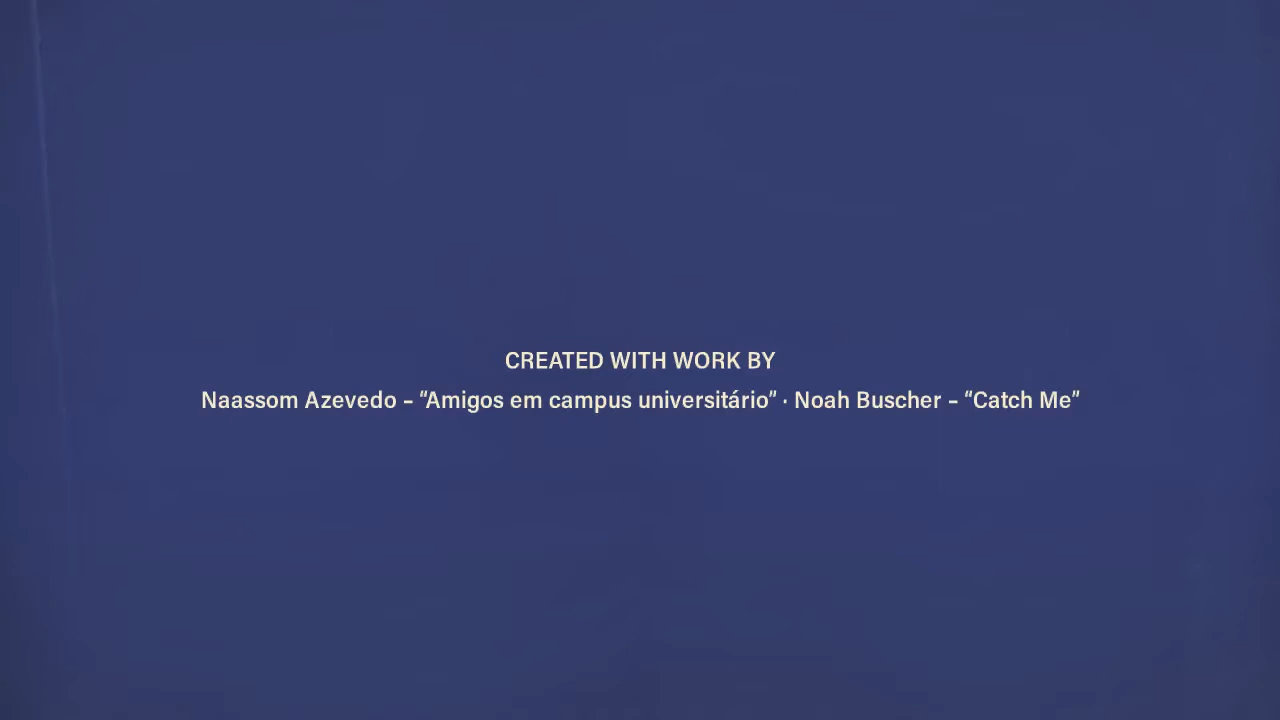 CREATED WITH WORK BY
Naassom Azevedo – “Amigos em campus universitário” · Noah Buscher – “Catch Me”